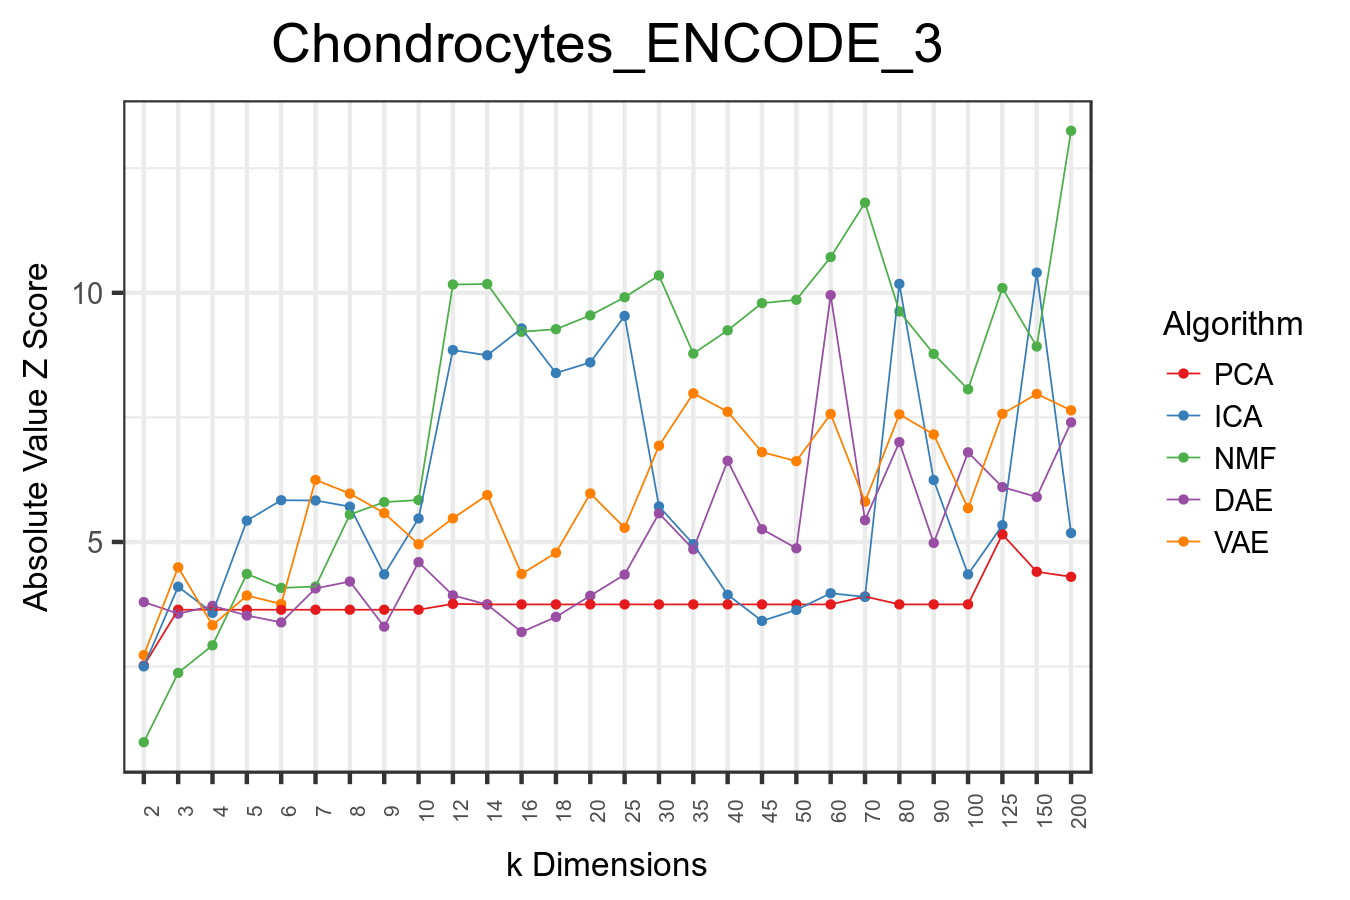 Chondrocytes_ENCODE_3
Absolute Value Z Score
10
5
2 3 4 5 6 7 8 9 10 12 14 16 18 20 25 30 35 40 45 50 60 70 80 90 100 125 150 200
k Dimensions
Algorithm
PCA
ICA
NMF
DAE
VAE